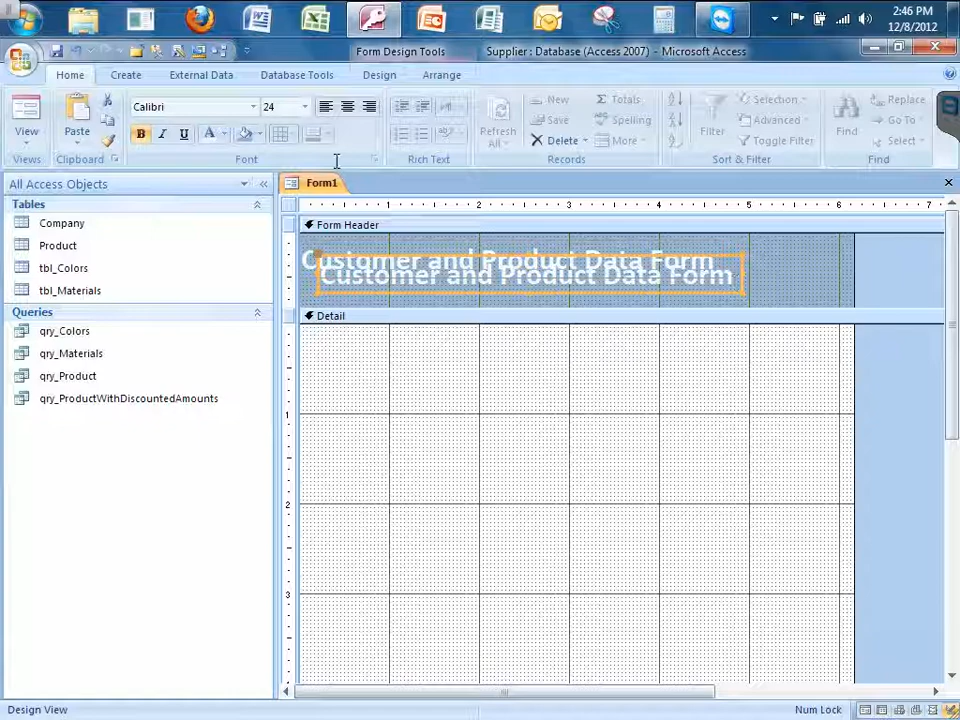 2:46 PM
12/8/2012
Form Design Tools
Supplier : Database (Access 2007) - Microsoft Access
Home Create External Data Database Tools Design Arrange
Calibri 24
New Totals Selection Replace
Save Spelling Advanced Go To
Delete More Toggle Filter Select
View Paste B I U A Refresh All Filter Find
Views Clipboard Font Rich Text Records Sort & Filter Find
All Access Objects
Form1
Tables
Company
Product
tbl_Colors
tbl_Materials
Queries
qry_Colors
qry_Materials
qry_Product
qry_ProductWithDiscountedAmounts
1 2 3 4 5 6 7
Form Header
Customer and Product Data Form
Customer and Product Data Form
Detail
1
2
3
Design View
Num Lock